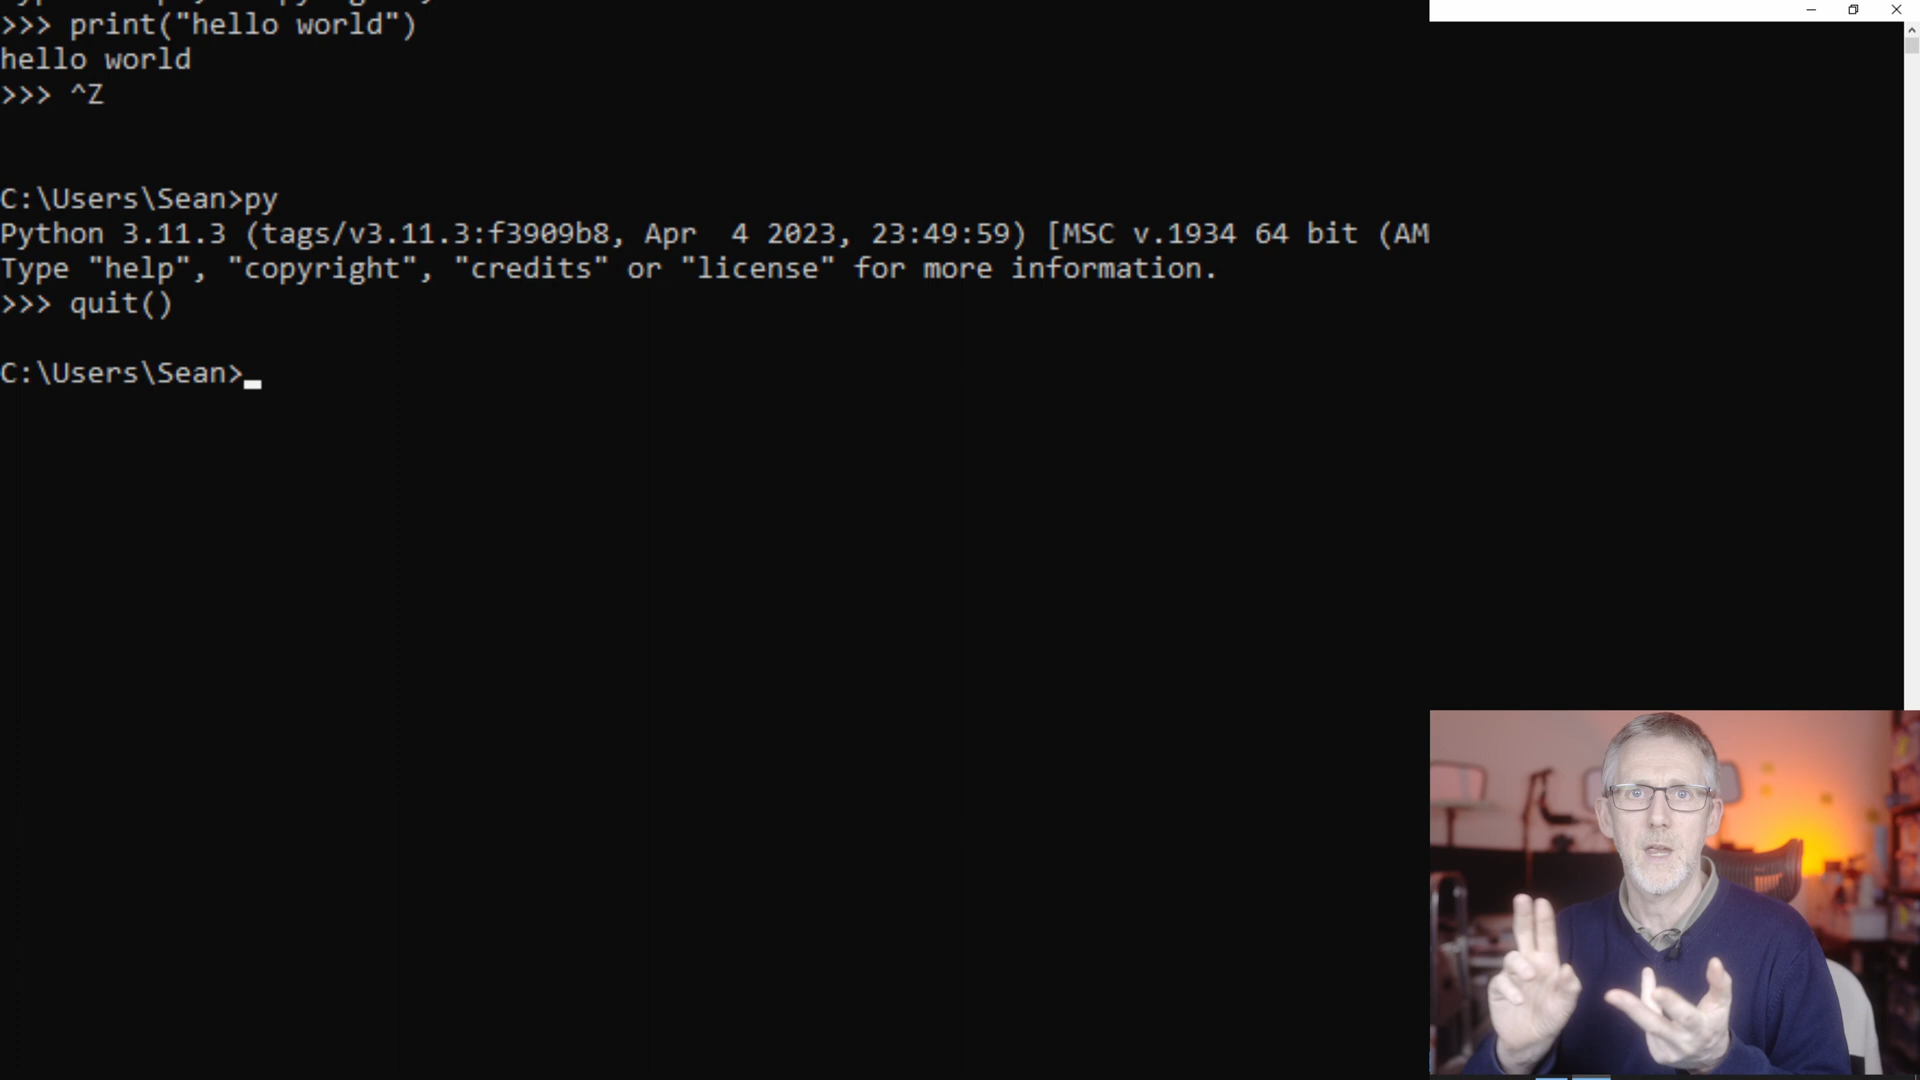 >>> print("hello world")
hello world
>>> ^Z
C:\Users\Sean>py
Python 3.11.3 (tags/v3.11.3:f3909b8, Apr  4 2023, 23:49:59) [MSC v.1934 64 bit (AM
Type "help", "copyright", "credits" or "license" for more information.
>>> quit()
C:\Users\Sean>